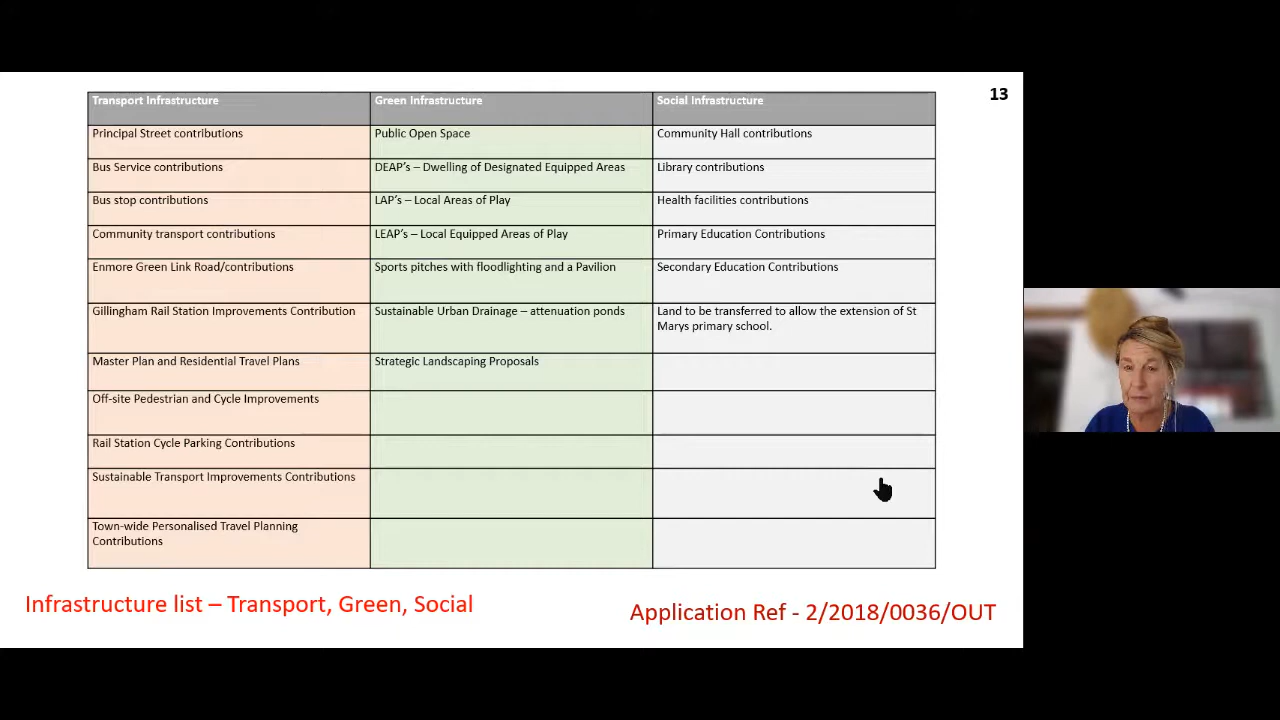 13
Transport Infrastructure Green Infrastructure Social Infrastructure
Principal Street contributions Public Open Space Community Hall contributions
Bus Service contributions DEAP's – Dwelling of Designated Equipped Areas Library contributions
Bus stop contributions LAP's – Local Areas of Play Health facilities contributions
Community transport contributions LEAP's – Local Equipped Areas of Play Primary Education Contributions
Enmore Green Link Road/contributions Sports pitches with floodlighting and a Pavilion Secondary Education Contributions
Gillingham Rail Station Improvements Contribution Sustainable Urban Drainage – attenuation ponds Land to be transferred to allow the extension of St
Marys primary school.
Master Plan and Residential Travel Plans Strategic Landscaping Proposals
Off-site Pedestrian and Cycle Improvements
Rail Station Cycle Parking Contributions
Sustainable Transport Improvements Contributions
Town-wide Personalised Travel Planning
Contributions
Infrastructure list – Transport, Green, Social
Application Ref - 2/2018/0036/OUT